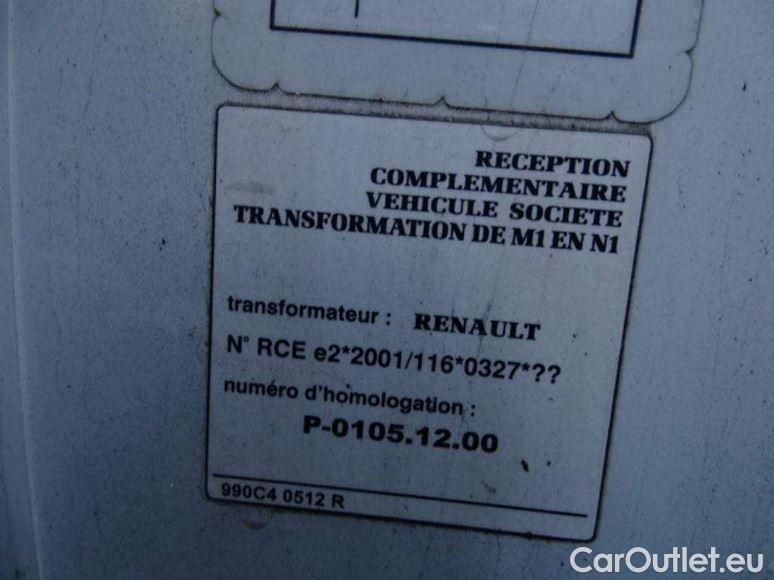 RECEPTION
COMPLEMENTAIRE
VEHICULE SOCIETE
TRANSFORMATION DE M1 EN N1
transformateur : RENAULT
N° RCE e2*2001/116*0327*??
numéro d'homologation :
P-0105.12.00
990C4 0512 R
CarOutlet.eu